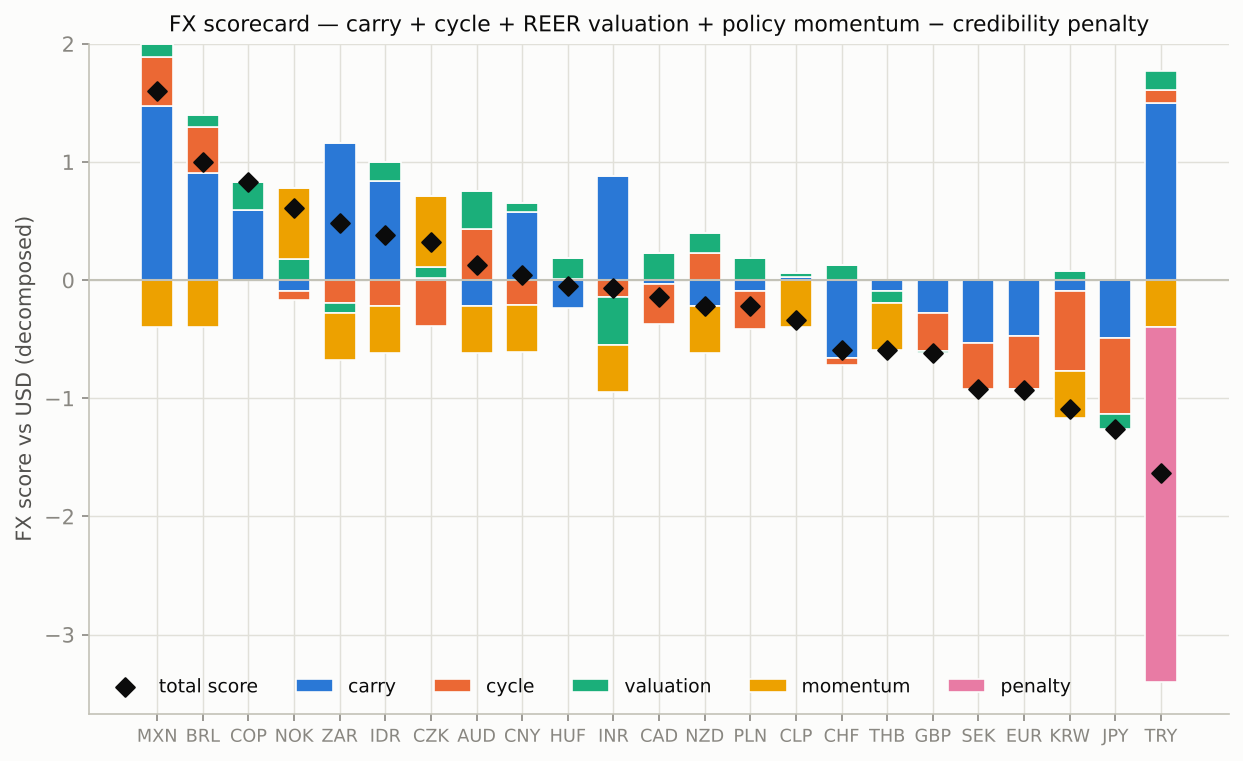 FX scorecard — carry + cycle + REER valuation + policy momentum − credibility penalty
FX score vs USD (decomposed)
2
1
0
−1
−2
−3
total score carry cycle valuation momentum penalty
MXN BRL COP NOK ZAR IDR CZK AUD CNY HUF INR CAD NZD PLN CLP CHF THB GBP SEK EUR KRW JPY TRY